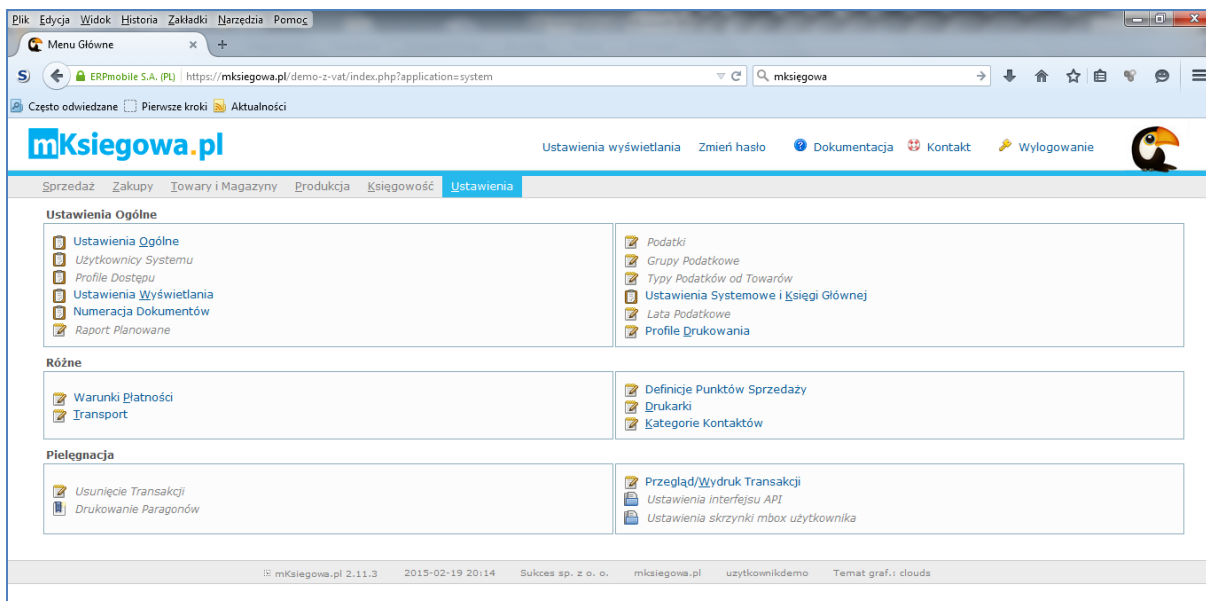 Plik Edycja Widok Historia Zakładki Narzędzia Pomoc
Menu Główne
ERPmobile S.A. (PL) https://mksiegowa.pl/demo-z-vat/index.php?application=system mksięgowa
Często odwiedzane Pierwsze kroki Aktualności
mKsiegowa.pl Ustawienia wyświetlania Zmień hasło Dokumentacja Kontakt Wylogowanie
Sprzedaż Zakupy Towary i Magazyny Produkcja Księgowość Ustawienia
Ustawienia Ogólne
Ustawienia Ogólne
Użytkownicy Systemu
Profile Dostępu
Ustawienia Wyświetlania
Numeracja Dokumentów
Raport Planowane
Podatki
Grupy Podatkowe
Typy Podatków od Towarów
Ustawienia Systemowe i Księgi Głównej
Lata Podatkowe
Profile Drukowania
Różne
Warunki Płatności
Transport
Definicje Punktów Sprzedaży
Drukarki
Kategorie Kontaktów
Pielęgnacja
Usunięcie Transakcji
Drukowanie Paragonów
Przegląd/Wydruk Transakcji
Ustawienia interfejsu API
Ustawienia skrzynki mbox użytkownika
mKsiegowa.pl 2.11.3 2015-02-19 20:14 Sukces sp. z o. o. mksiegowa.pl uzytkownikdemo Temat graf.: clouds